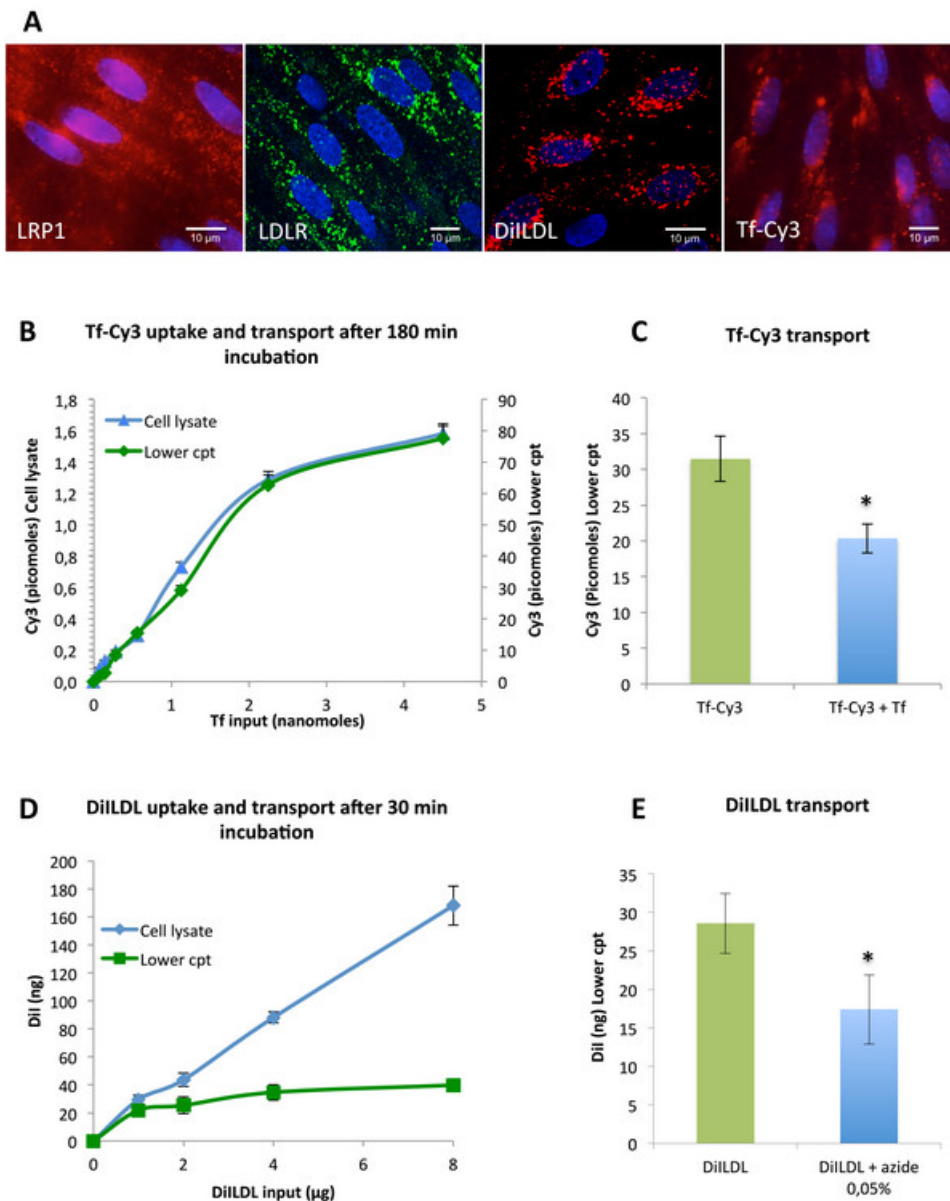 A
LRP1
10 µm
LDLR
10 µm
DiILDL
10 µm
Tf-Cy3
10 µm
B
Tf-Cy3 uptake and transport after 180 min
incubation
Cy3 (picomoles) Cell lysate
1,8
1,6
1,4
1,2
1,0
0,8
0,6
0,4
0,2
0,0
Cell lysate
Lower cpt
90
80
70
60
50
40
30
20
10
0
Cy3 (picomoles) Lower cpt
0 1 2 3 4 5
Tf input (nanomoles)
C
Tf-Cy3 transport
Cy3 (Picomoles) Lower cpt
40
35
30
25
20
15
10
5
0
*
Tf-Cy3 Tf-Cy3 + Tf
D
DiILDL uptake and transport after 30 min
incubation
DiI (ng)
200
180
160
140
120
100
80
60
40
20
0
Cell lysate
Lower cpt
0 2 4 6 8
DiILDL input (µg)
E
DiILDL transport
DiI (ng) Lower cpt
35
30
25
20
15
10
5
0
*
DiILDL DiILDL + azide
0,05%